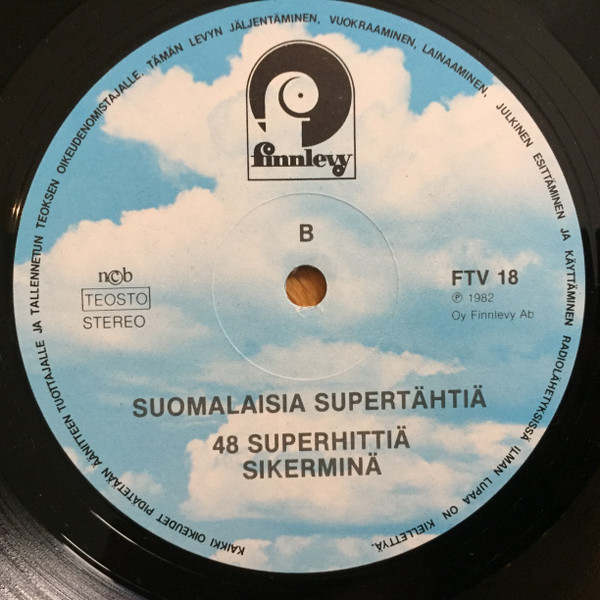 KAIKKI OIKEUDET PIDÄTETÄÄN ÄÄNITTEEN TUOTTAJALLE JA TALLENNETUN TEOKSEN OIKEUDENOMISTAJALLE. TÄMÄN LEVYN JÄLJENTÄMINEN, VUOKRAAMINEN, LAINAAMINEN, JULKINEN ESITTÄMINEN JA KÄYTTÄMINEN RADIOLÄHETYKSISSÄ ILMAN LUPAA ON KIELLETTYÄ.
finnlevy
B
ncb
TEOSTO
STEREO
FTV 18
℗ 1982
Oy Finnlevy Ab
SUOMALAISIA SUPERTÄHTIÄ
48 SUPERHITTIÄ
SIKERMINÄ